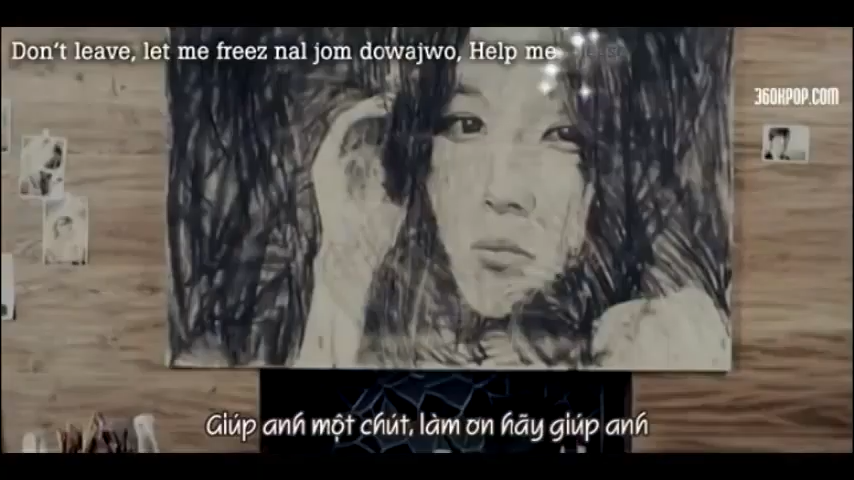 Don't leave, let me freez nal jom dowajwo, Help me
360KPOP.COM
Giúp anh một chút, làm ơn hãy giúp anh